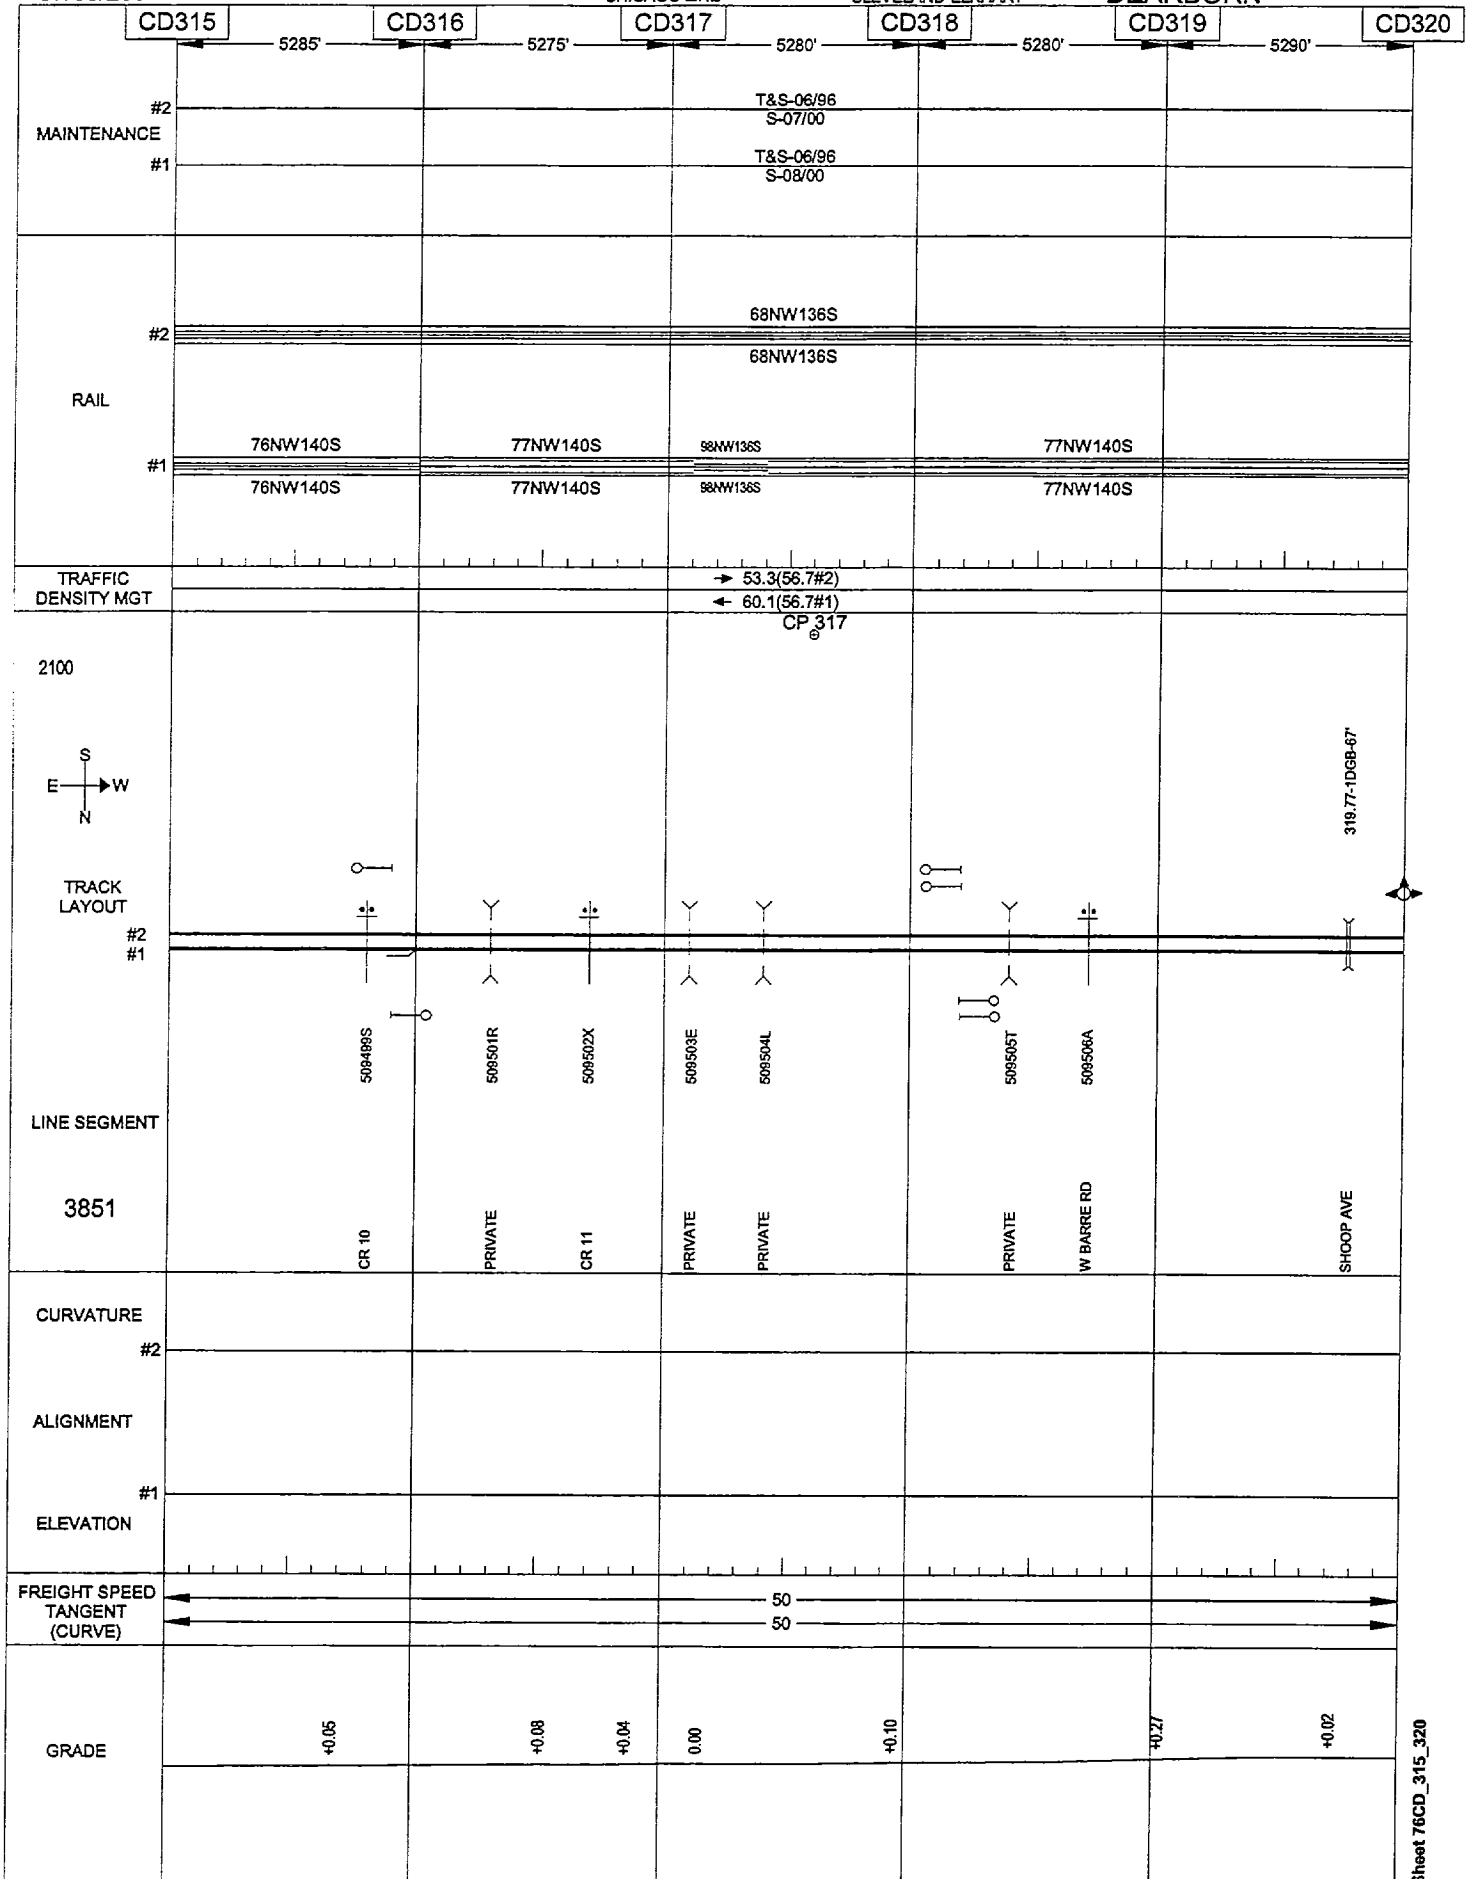 DEARBORN
CD315
CD316
CD317
CD318
CD319
CD320
5285'
5275'
5280'
5280'
5290'
MAINTENANCE
#2
T&S-06/96
S-07/00
#1
T&S-06/96
S-08/00
RAIL
#2
68NW136S
68NW136S
#1
76NW140S
77NW140S
98NW136S
77NW140S
76NW140S
77NW140S
98NW136S
77NW140S
TRAFFIC
DENSITY MGT
53.3(56.7#2)
60.1(56.7#1)
CP 317
2100
S
E
W
N
319.77-1DGB-67'
TRACK
LAYOUT
#2
#1
509499S
509501R
509502X
509503E
509504L
509505T
509506A
LINE SEGMENT
3851
CR 10
PRIVATE
CR 11
PRIVATE
PRIVATE
PRIVATE
W BARRE RD
SHOOP AVE
CURVATURE
#2
ALIGNMENT
#1
ELEVATION
FREIGHT SPEED
TANGENT
(CURVE)
50
50
GRADE
+0.05
+0.08
+0.04
0.00
+0.10
+0.27
+0.02
Sheet 76CD_315_320